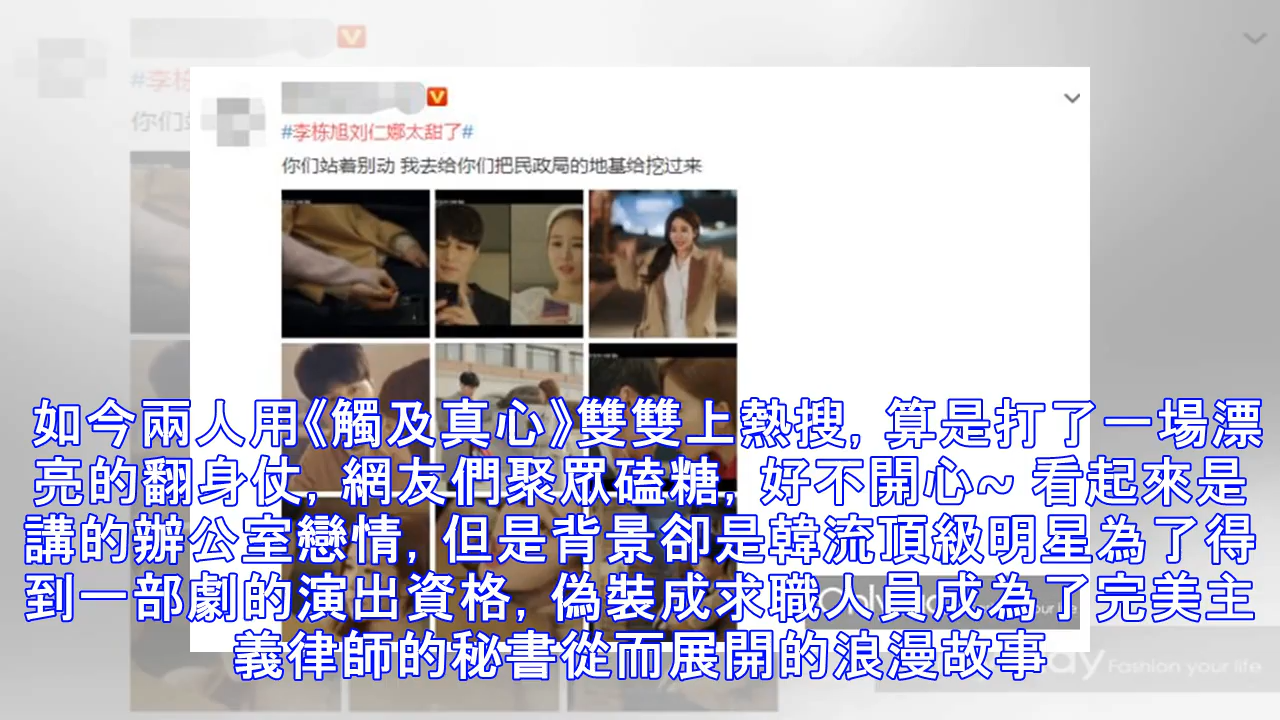 #李栋旭刘仁娜太甜了#
你们站着别动 我去给你们把民政局的地基给挖过来
如今兩人用《觸及真心》雙雙上熱搜, 算是打了一場漂
亮的翻身仗, 網友們聚眾磕糖, 好不開心~ 看起來是
講的辦公室戀情, 但是背景卻是韓流頂級明星為了得
到一部劇的演出資格, 偽裝成求職人員成為了完美主
義律師的秘書從而展開的浪漫故事
Fashion your life